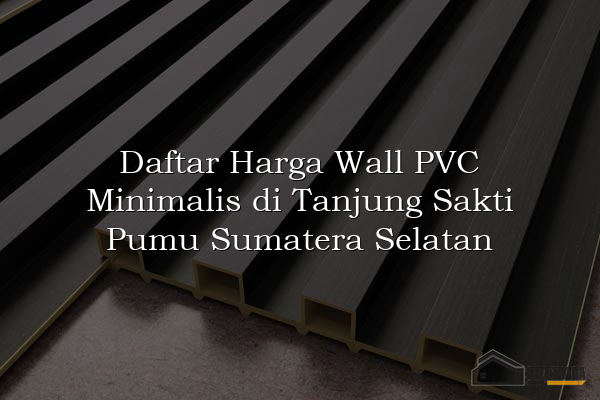 Daftar Harga Wall PVC
Minimalis di Tanjung Sakti
Pumu Sumatera Selatan